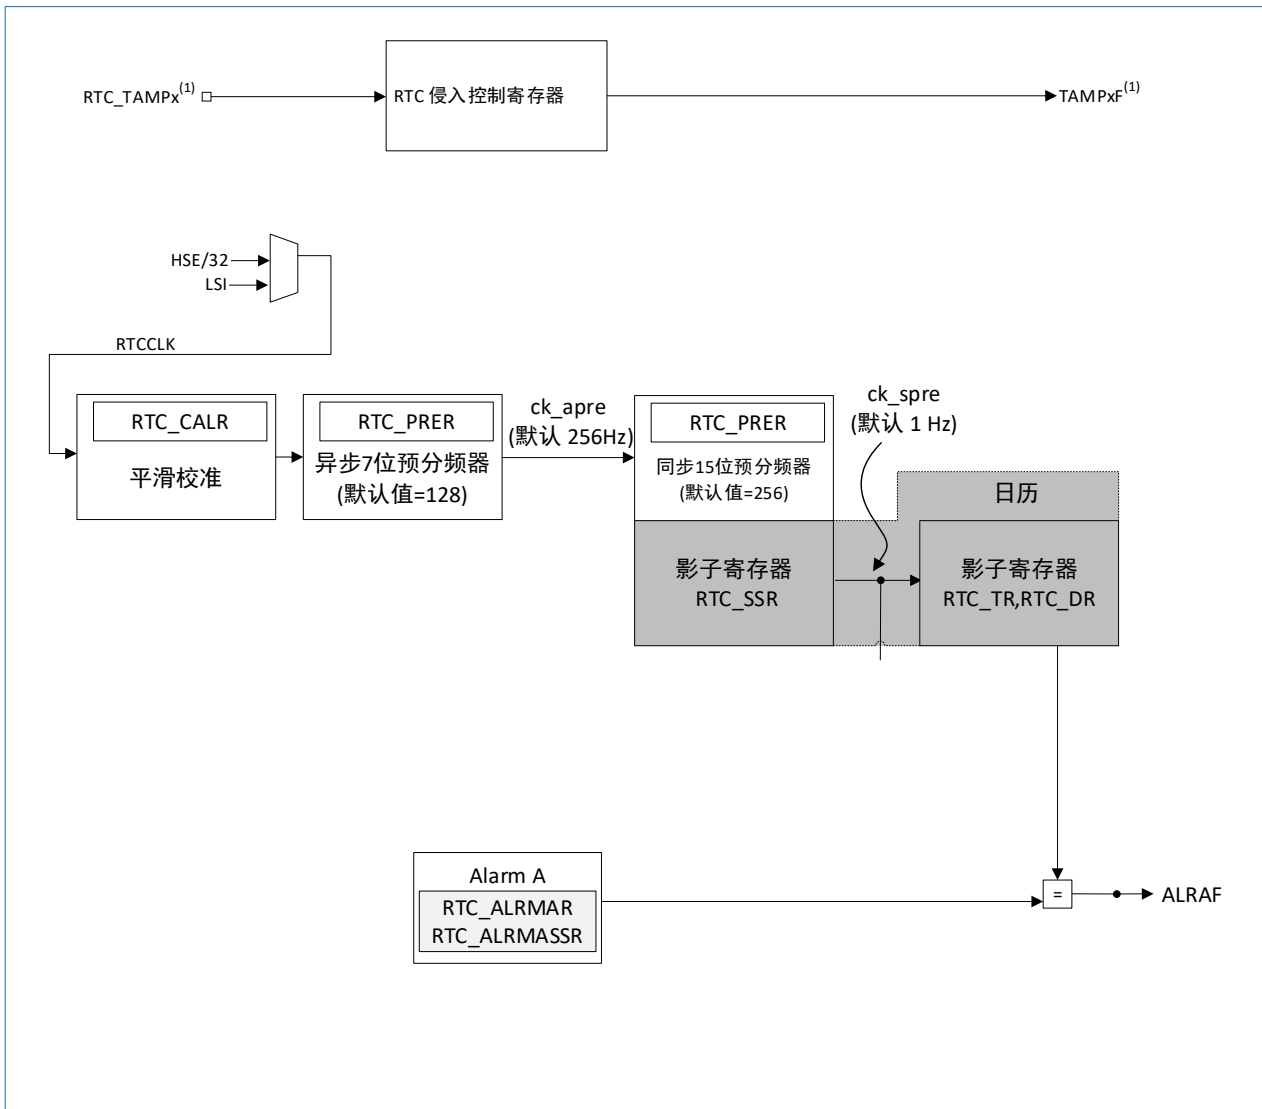 RTC_TAMPx(1)
RTC 侵入控制寄存器
TAMPxF(1)
HSE/32
LSI
RTCCLK
RTC_CALR
平滑校准
RTC_PRER
异步7位预分频器
(默认值=128)
ck_apre
(默认 256Hz)
RTC_PRER
同步15位预分频器
(默认值=256)
ck_spre
(默认 1 Hz)
日历
影子寄存器
RTC_SSR
影子寄存器
RTC_TR,RTC_DR
Alarm A
RTC_ALRMAR
RTC_ALRMASSR
=
ALRAF